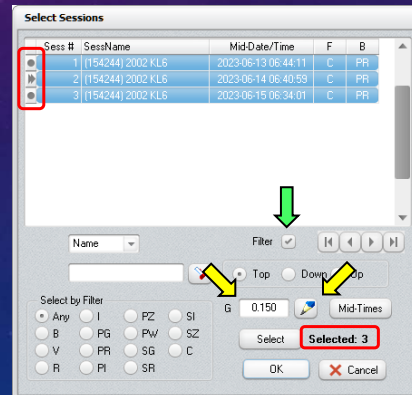 Select Sessions
Sess # SessName Mid-Date/Time F B
1 (154244) 2002 KL6 2023-06-13 06:44:11 C PR
2 (154244) 2002 KL6 2023-06-14 06:40:59 C PR
3 (154244) 2002 KL6 2023-06-15 06:34:01 C PR
Name Filter
Top Down Up
Select by Filter
G 0.150 Mid-Times
Any I PZ SI
B PG PW SZ
V PR SG C
R PI SR
Select Selected: 3
OK Cancel